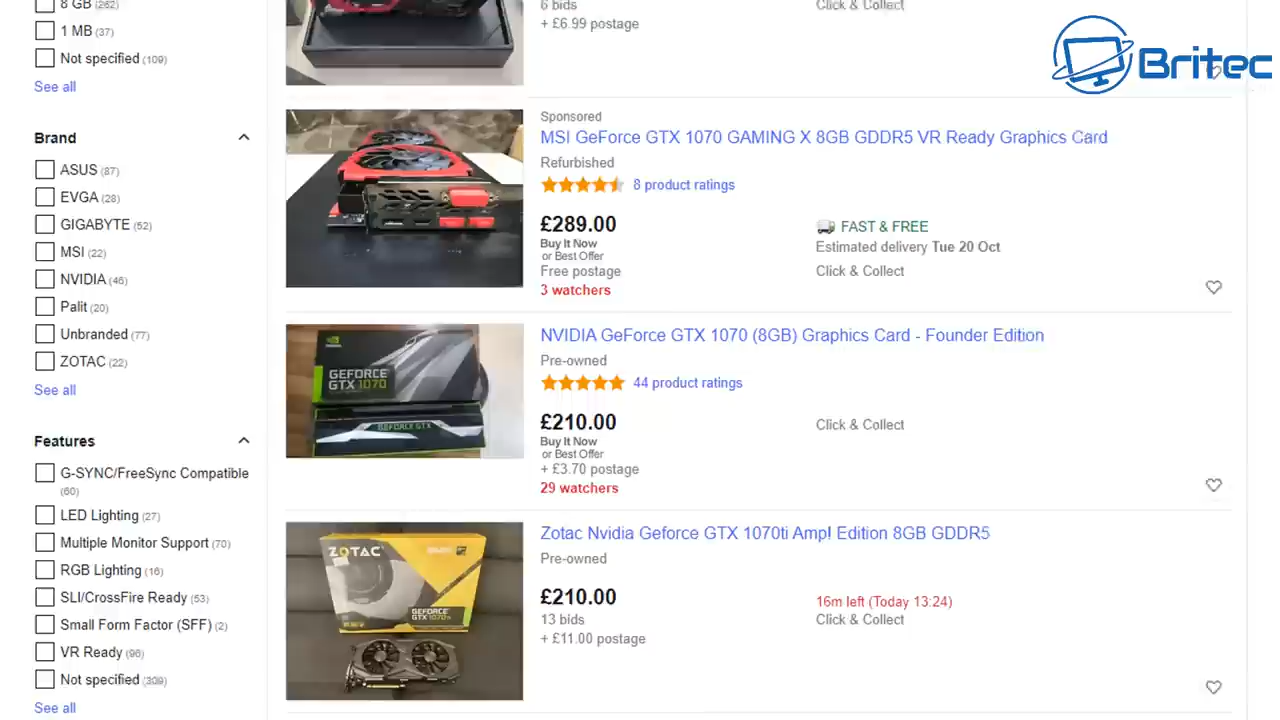 8 GB (262)
1 MB (37)
Not specified (109)
See all
Brand
ASUS (87)
EVGA (28)
GIGABYTE (52)
MSI (22)
NVIDIA (46)
Palit (20)
Unbranded (77)
ZOTAC (22)
See all
Features
G-SYNC/FreeSync Compatible
(60)
LED Lighting (27)
Multiple Monitor Support (70)
RGB Lighting (16)
SLI/CrossFire Ready (53)
Small Form Factor (SFF) (2)
VR Ready (96)
Not specified (309)
See all
6 bids
+ £6.99 postage
Click & Collect
Britec
Sponsored
MSI GeForce GTX 1070 GAMING X 8GB GDDR5 VR Ready Graphics Card
Refurbished
8 product ratings
£289.00
Buy It Now
or Best Offer
Free postage
3 watchers
FAST & FREE
Estimated delivery Tue 20 Oct
Click & Collect
NVIDIA
GEFORCE
GTX 1070
GEFORCE GTX
NVIDIA GeForce GTX 1070 (8GB) Graphics Card - Founder Edition
Pre-owned
44 product ratings
£210.00
Buy It Now
or Best Offer
+ £3.70 postage
29 watchers
Click & Collect
ZOTAC
GEFORCE
GTX 1070
Zotac Nvidia Geforce GTX 1070ti Amp! Edition 8GB GDDR5
Pre-owned
£210.00
13 bids
+ £11.00 postage
16m left (Today 13:24)
Click & Collect